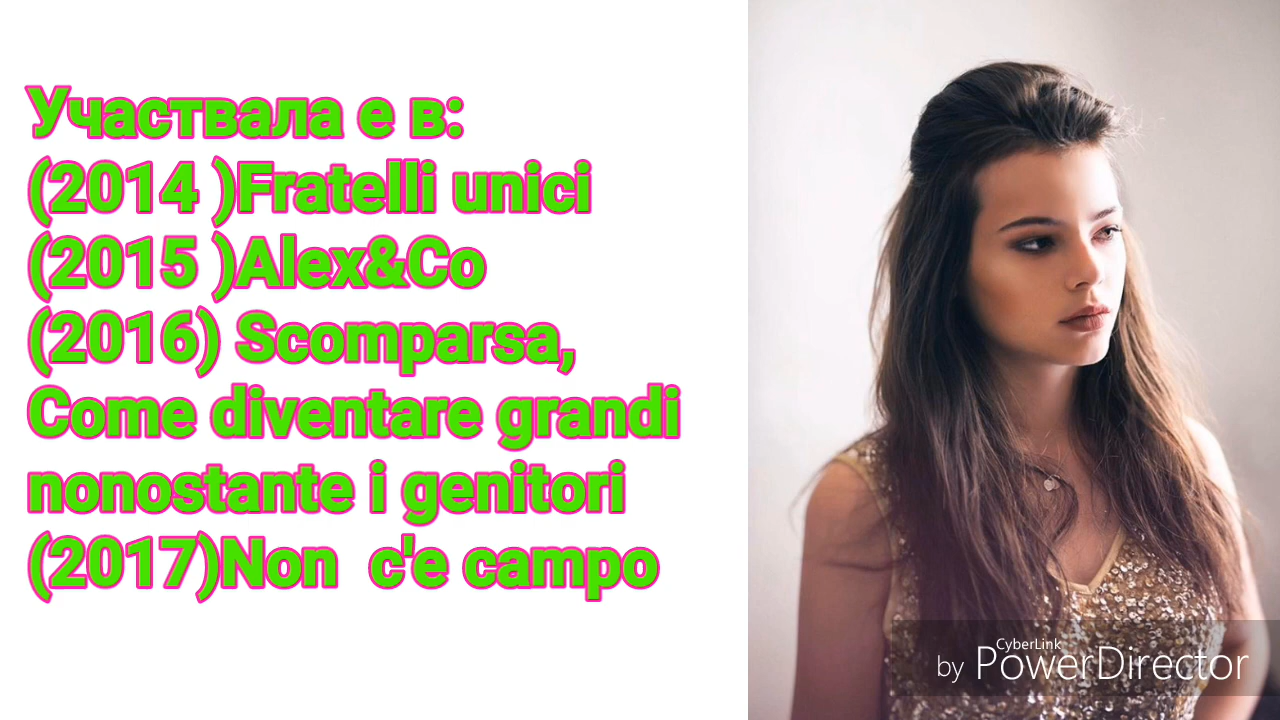 Участвала е в:
(2014 )Fratelli unici
(2015 )Alex&Co
(2016) Scomparsa,
Come diventare grandi
nonostante i genitori
(2017)Non  c'e campo
CyberLink
by PowerDirector